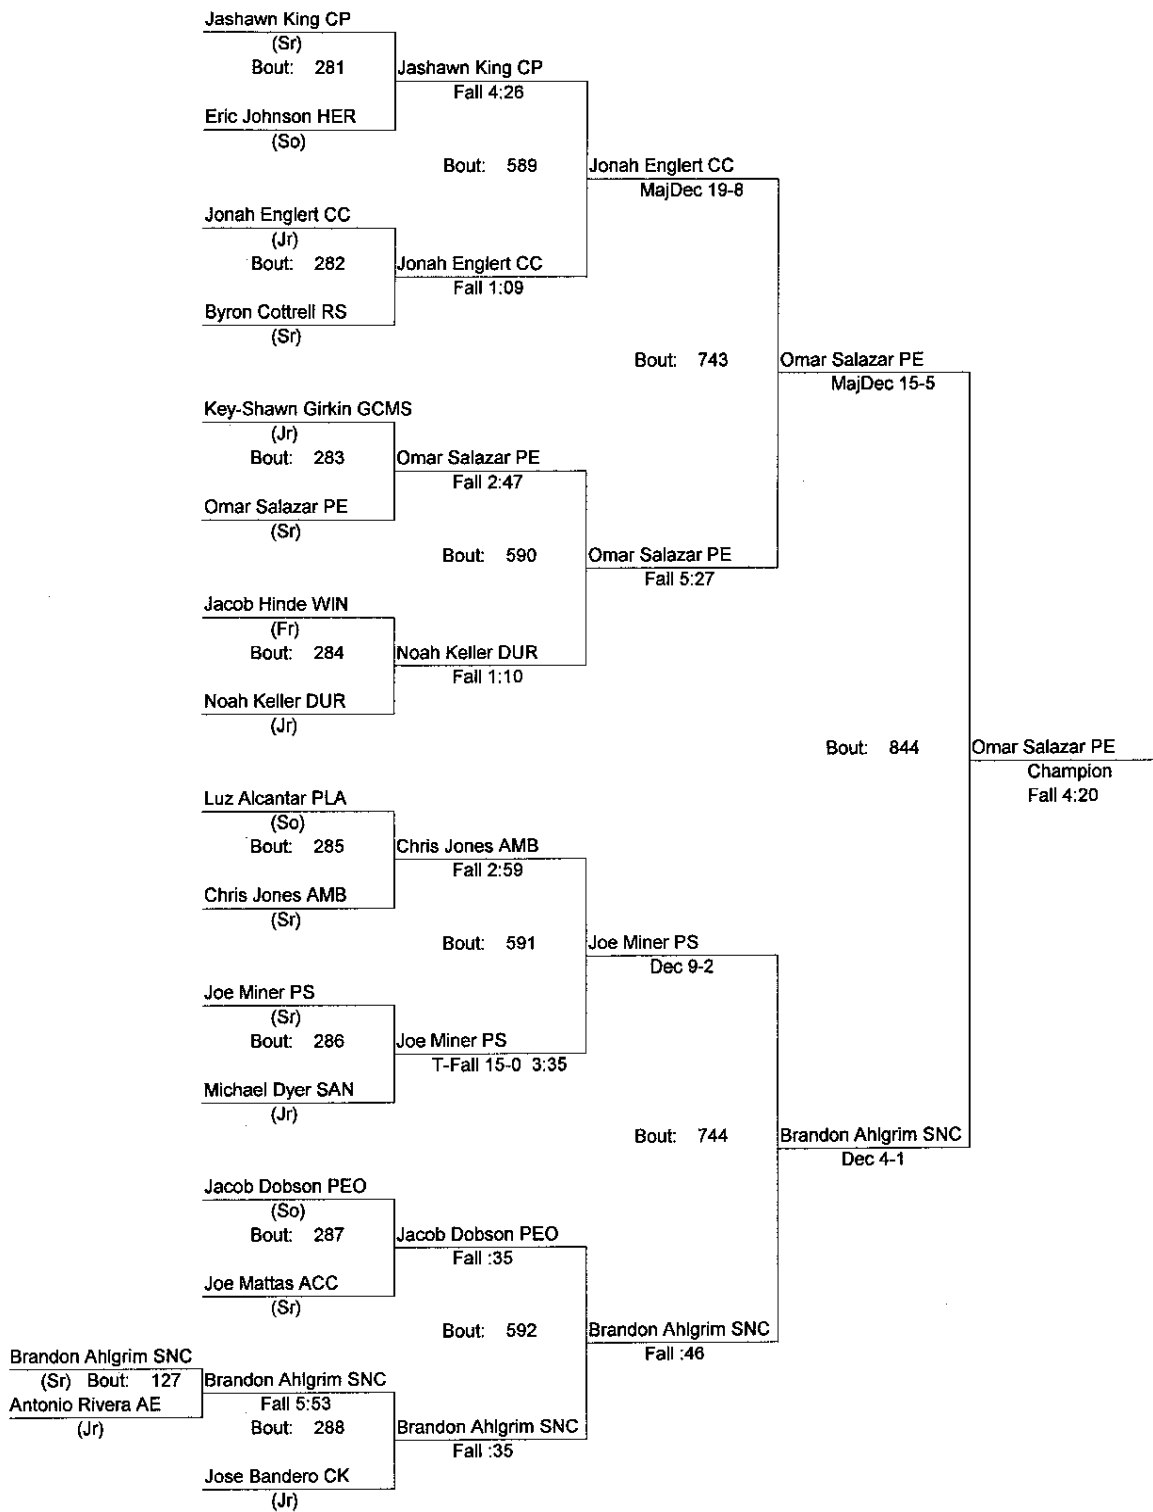 Jashawn King CP
(Sr)
Bout: 281
Jashawn King CP
Fall 4:26
Eric Johnson HER
(So)
Bout: 589
Jonah Englert CC
MajDec 19-8
Jonah Englert CC
(Jr)
Bout: 282
Jonah Englert CC
Fall 1:09
Byron Cottrell RS
(Sr)
Bout: 743
Omar Salazar PE
MajDec 15-5
Key-Shawn Girkin GCMS
(Jr)
Bout: 283
Omar Salazar PE
Fall 2:47
Omar Salazar PE
(Sr)
Bout: 590
Omar Salazar PE
Fall 5:27
Jacob Hinde WIN
(Fr)
Bout: 284
Noah Keller DUR
Fall 1:10
Noah Keller DUR
(Jr)
Bout: 844
Omar Salazar PE
Champion
Fall 4:20
Luz Alcantar PLA
(So)
Bout: 285
Chris Jones AMB
Fall 2:59
Chris Jones AMB
(Sr)
Bout: 591
Joe Miner PS
Dec 9-2
Joe Miner PS
(Sr)
Bout: 286
Joe Miner PS
T-Fall 15-0 3:35
Michael Dyer SAN
(Jr)
Bout: 744
Brandon Ahlgrim SNC
Dec 4-1
Jacob Dobson PEO
(So)
Bout: 287
Jacob Dobson PEO
Fall :35
Joe Mattas ACC
(Sr)
Bout: 592
Brandon Ahlgrim SNC
Fall :46
Brandon Ahlgrim SNC
(Sr) Bout: 127
Antonio Rivera AE
(Jr)
Brandon Ahlgrim SNC
Fall 5:53
Bout: 288
Brandon Ahlgrim SNC
Fall :35
Jose Bandero CK
(Jr)